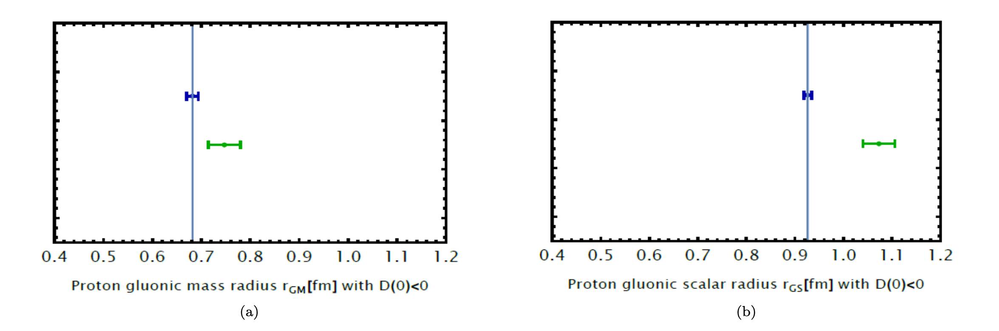 0.4 0.5 0.6 0.7 0.8 0.9 1.0 1.1 1.2
Proton gluonic mass radius r_GM[fm] with D(0)<0
(a)
0.4 0.5 0.6 0.7 0.8 0.9 1.0 1.1 1.2
Proton gluonic scalar radius r_GS[fm] with D(0)<0
(b)